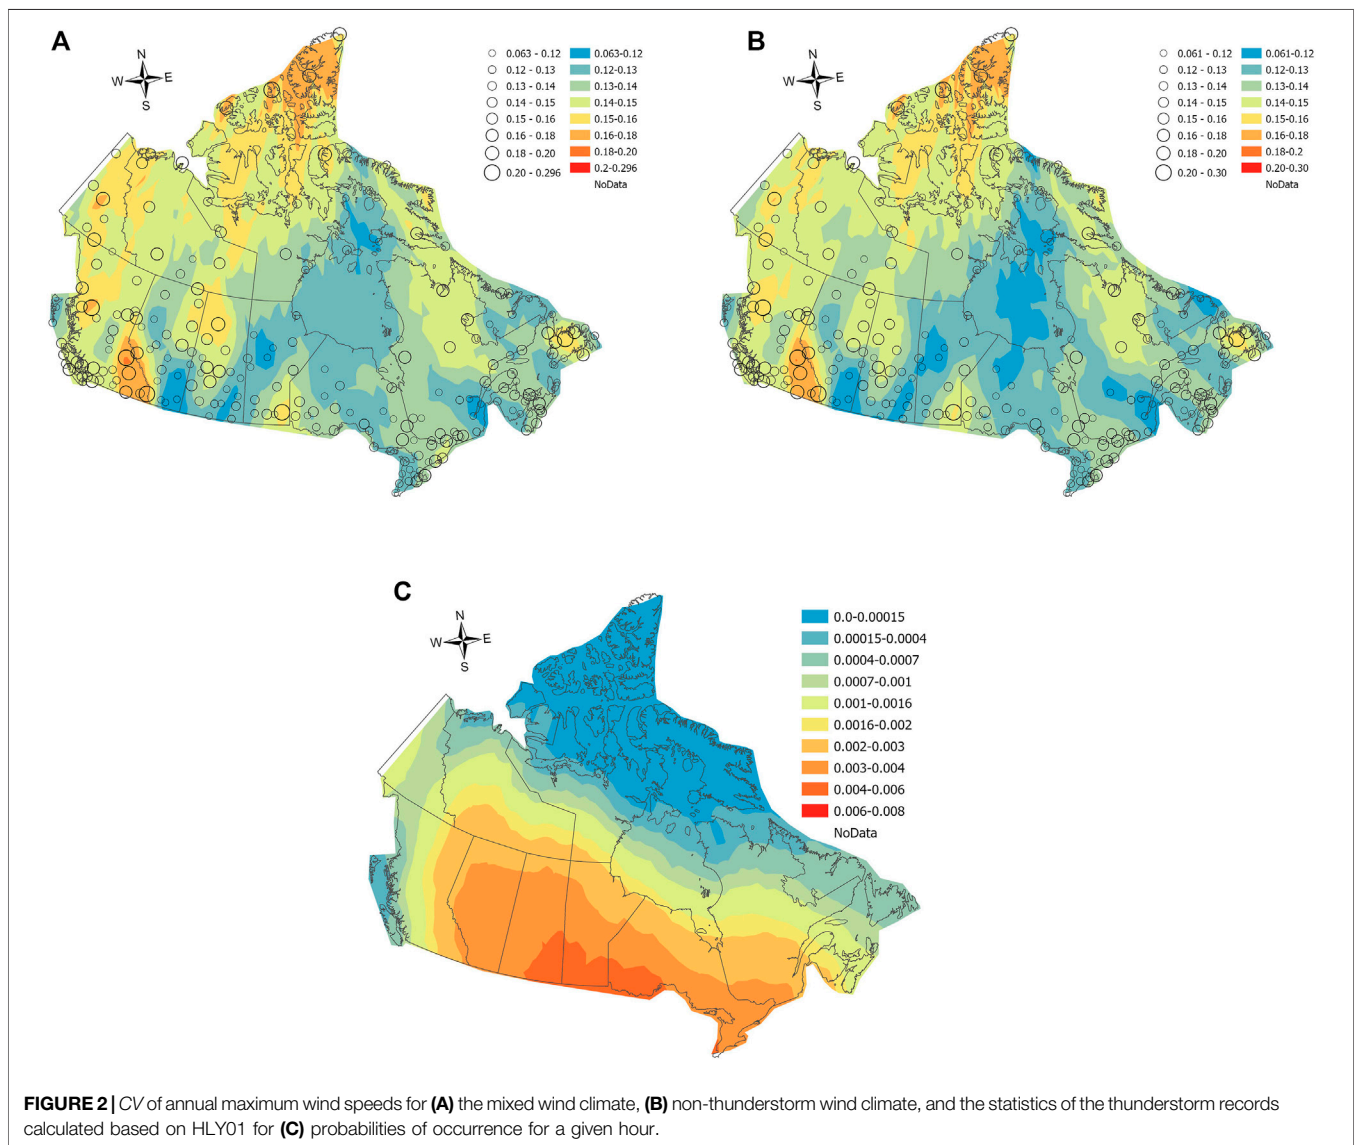 A
N
W E
S
0.063 - 0.12 0.063-0.12
0.12 - 0.13 0.12-0.13
0.13 - 0.14 0.13-0.14
0.14 - 0.15 0.14-0.15
0.15 - 0.16 0.15-0.16
0.16 - 0.18 0.16-0.18
0.18 - 0.20 0.18-0.20
0.20 - 0.296 0.2-0.296
NoData
B
N
W E
S
0.061 - 0.12 0.061-0.12
0.12 - 0.13 0.12-0.13
0.13 - 0.14 0.13-0.14
0.14 - 0.15 0.14-0.15
0.15 - 0.16 0.15-0.16
0.16 - 0.18 0.16-0.18
0.18 - 0.20 0.18-0.2
0.20 - 0.30 0.20-0.30
NoData
C
N
W E
S
0.0-0.00015
0.00015-0.0004
0.0004-0.0007
0.0007-0.001
0.001-0.0016
0.0016-0.002
0.002-0.003
0.003-0.004
0.004-0.006
0.006-0.008
NoData
FIGURE 2 | CV of annual maximum wind speeds for (A) the mixed wind climate, (B) non-thunderstorm wind climate, and the statistics of the thunderstorm records
calculated based on HLY01 for (C) probabilities of occurrence for a given hour.